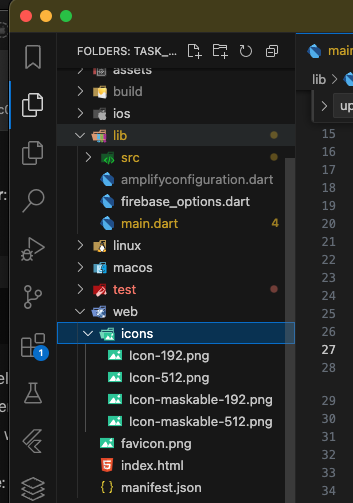 FOLDERS: TASK_...
main
assets
build
lib
ios
up
lib
15
src
16
17
amplifyconfiguration.dart
18
firebase_options.dart
19
main.dart
4
20
linux
21
macos
22
test
23
web
24
25
icons
26
Icon-192.png
27
Icon-512.png
28
Icon-maskable-192.png
29
Icon-maskable-512.png
30
favicon.png
31
1
index.html
32
33
manifest.json
34